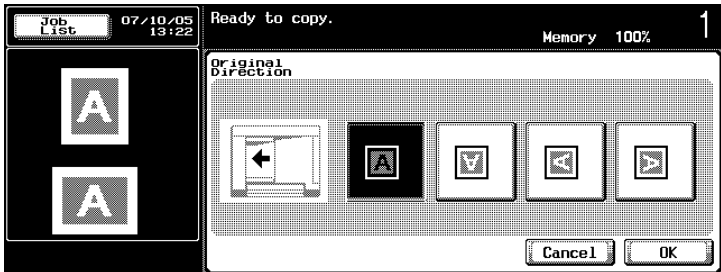 Job
List
07/10/05
13:22
Ready to copy.
Memory 100%
1
Original
Direction
A
A
A
A
A
A
Cancel
OK